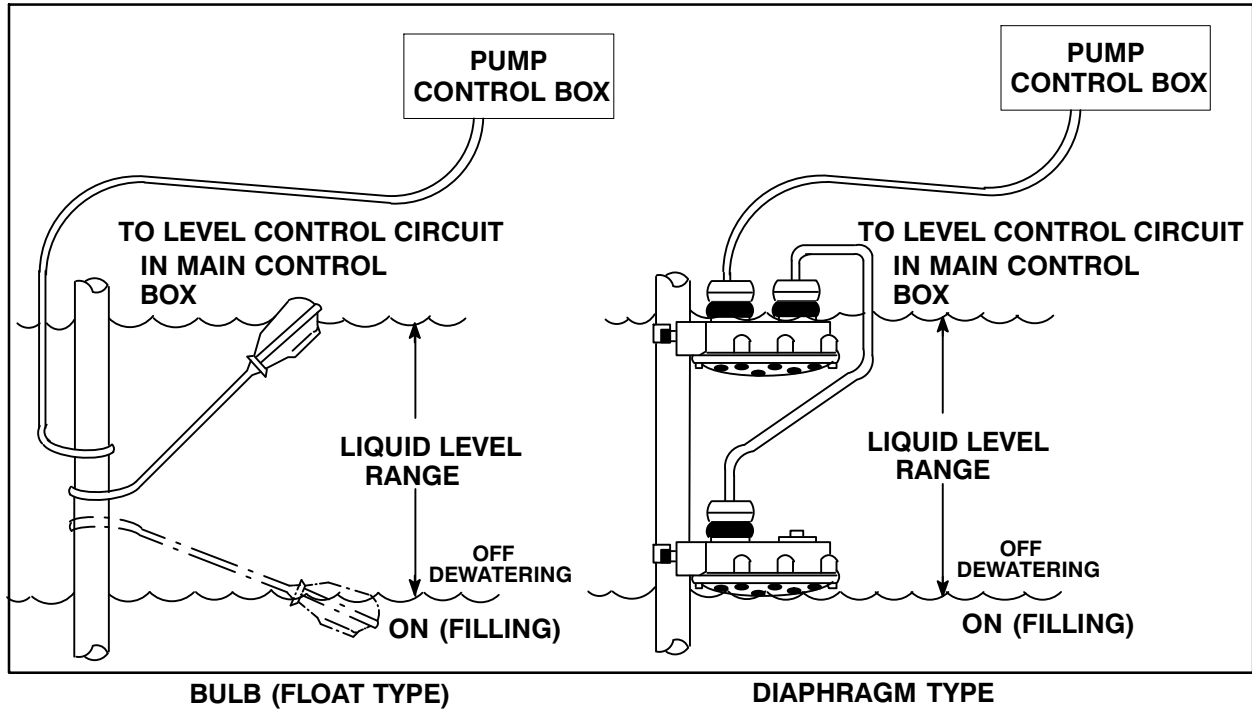 PUMP
CONTROL BOX
TO LEVEL CONTROL CIRCUIT
IN MAIN CONTROL
BOX
LIQUID LEVEL
RANGE
OFF
DEWATERING
ON (FILLING)
BULB (FLOAT TYPE)
PUMP
CONTROL BOX
TO LEVEL CONTROL CIRCUIT
IN MAIN CONTROL
BOX
LIQUID LEVEL
RANGE
OFF
DEWATERING
ON (FILLING)
DIAPHRAGM TYPE